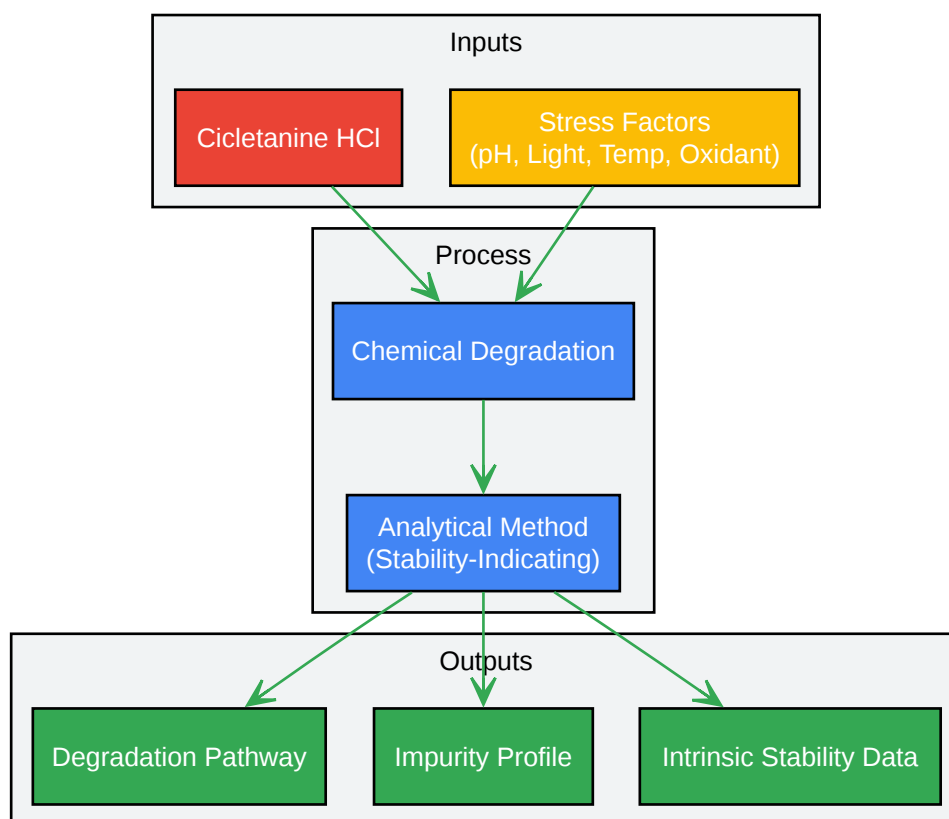 Inputs
Cicletanine HCl
Stress Factors
(pH, Light, Temp, Oxidant)
Process
Chemical Degradation
Analytical Method
(Stability-Indicating)
Outputs
Degradation Pathway
Impurity Profile
Intrinsic Stability Data